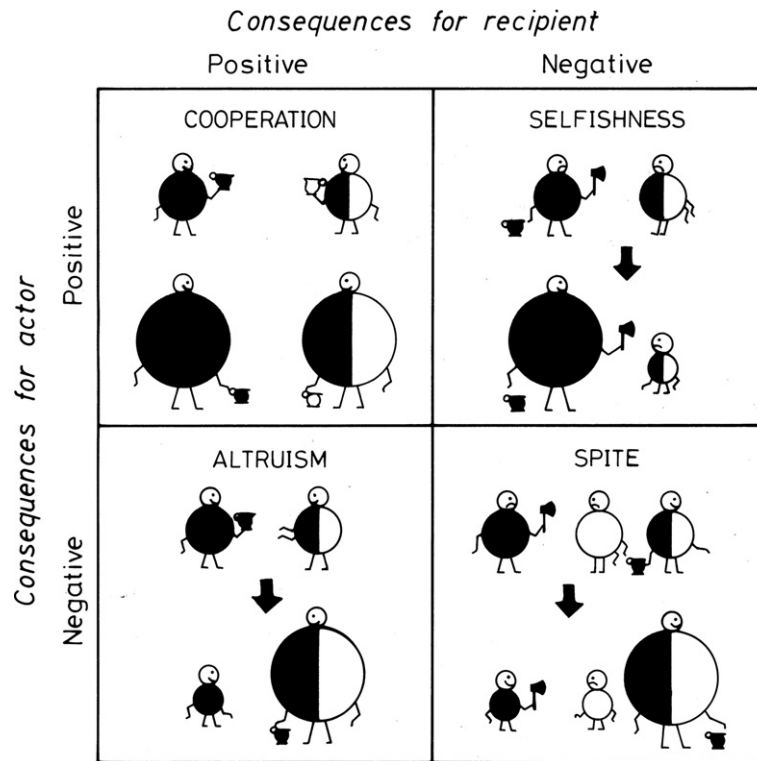 Consequences for recipient
Positive Negative
COOPERATION SELFISHNESS
Consequences for actor
Positive
ALTRUISM SPITE
Negative